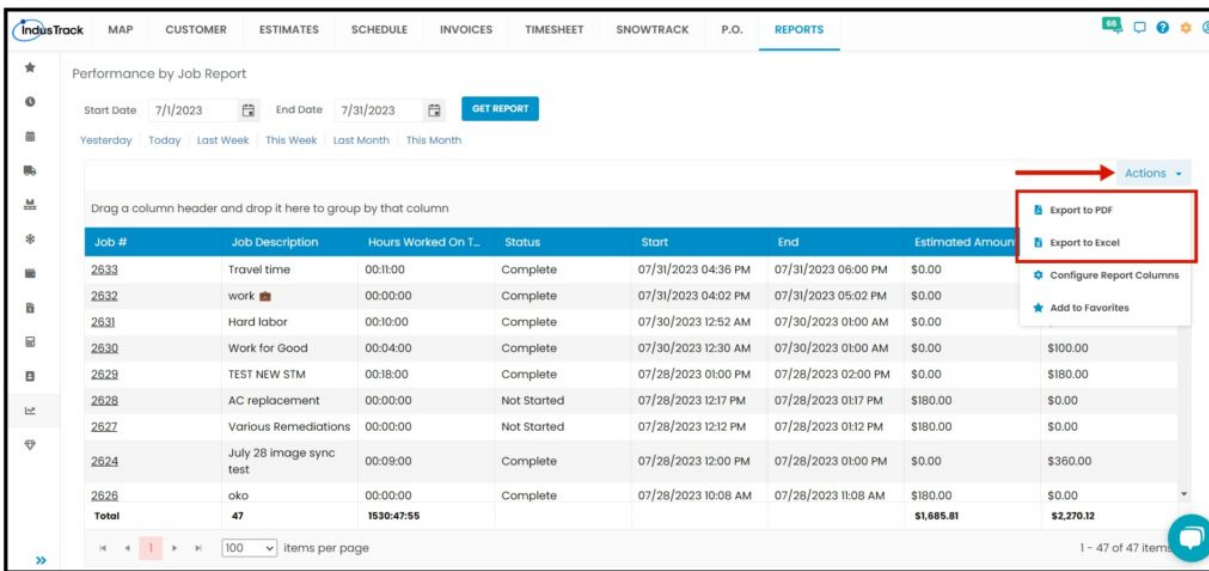 IndusTrack MAP CUSTOMER ESTIMATES SCHEDULE INVOICES TIMESHEET SNOWTRACK P.O. REPORTS 66
Performance by Job Report
Start Date 7/1/2023 End Date 7/31/2023 GET REPORT
Yesterday Today Last Week This Week Last Month This Month
Actions
Drag a column header and drop it here to group by that column
Export to PDF
Export to Excel
Configure Report Columns
Add to Favorites
Job # Job Description Hours Worked On T... Status Start End Estimated Amoun
2633 Travel time 00:11:00 Complete 07/31/2023 04:36 PM 07/31/2023 06:00 PM $0.00
2632 work 💼 00:00:00 Complete 07/31/2023 04:02 PM 07/31/2023 05:02 PM $0.00
2631 Hard labor 00:10:00 Complete 07/30/2023 12:52 AM 07/30/2023 01:00 AM $0.00
2630 Work for Good 00:04:00 Complete 07/30/2023 12:30 AM 07/30/2023 01:00 AM $0.00 $100.00
2629 TEST NEW STM 00:18:00 Complete 07/28/2023 01:00 PM 07/28/2023 02:00 PM $0.00 $180.00
2628 AC replacement 00:00:00 Not Started 07/28/2023 12:17 PM 07/28/2023 01:17 PM $180.00 $0.00
2627 Various Remediations 00:00:00 Not Started 07/28/2023 12:12 PM 07/28/2023 01:12 PM $180.00 $0.00
2624 July 28 image sync test 00:09:00 Complete 07/28/2023 12:00 PM 07/28/2023 01:00 PM $0.00 $360.00
2626 oko 00:00:00 Complete 07/28/2023 10:08 AM 07/28/2023 11:08 AM $180.00 $0.00
Total 47 1530:47:55 $1,685.81 $2,270.12
1 100 items per page 1 - 47 of 47 items